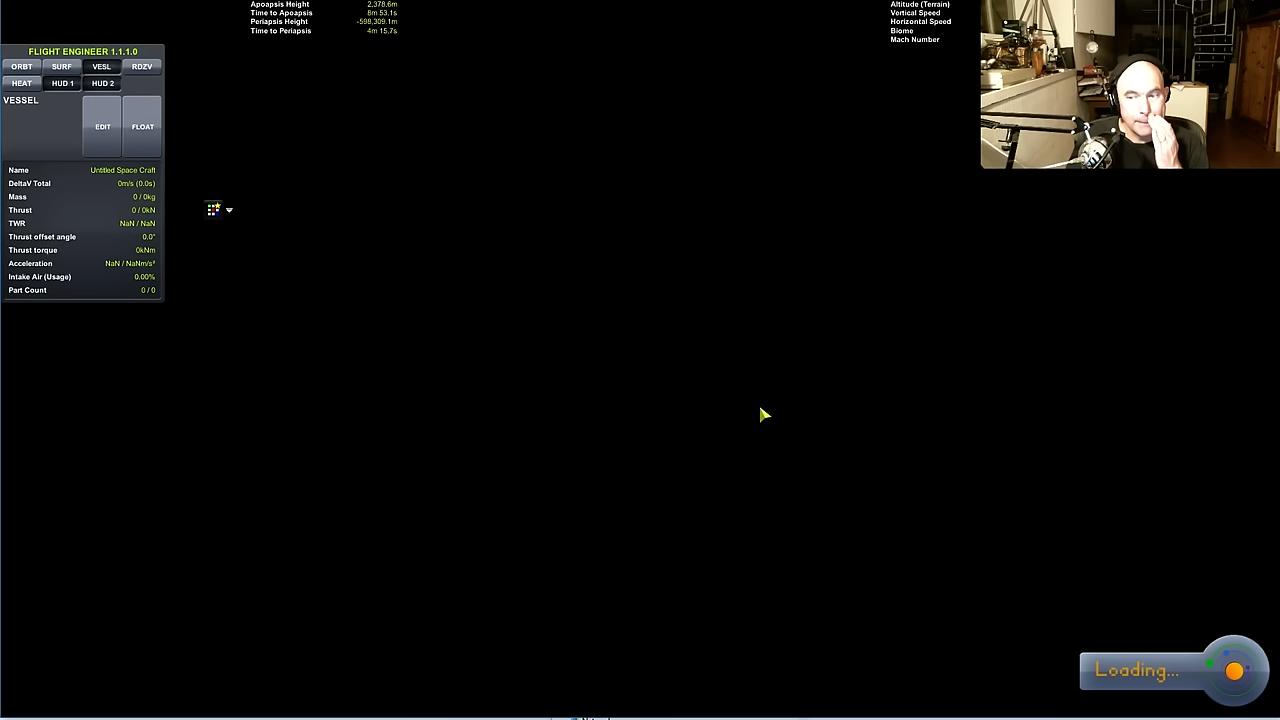 Apoapsis Height 2,378.6m
Time to Apoapsis 8m 53.1s
Periapsis Height -598,309.1m
Time to Periapsis 4m 15.7s
Altitude (Terrain)
Vertical Speed
Horizontal Speed
Biome
Mach Number
FLIGHT ENGINEER 1.1.1.0
ORBT SURF VESL RDZV
HEAT HUD 1 HUD 2
VESSEL
EDIT FLOAT
Name Untitled Space Craft
DeltaV Total 0m/s (0.0s)
Mass 0 / 0kg
Thrust 0 / 0kN
TWR NaN / NaN
Thrust offset angle 0.0°
Thrust torque 0kNm
Acceleration NaN / NaNm/s²
Intake Air (Usage) 0.00%
Part Count 0 / 0
Loading...